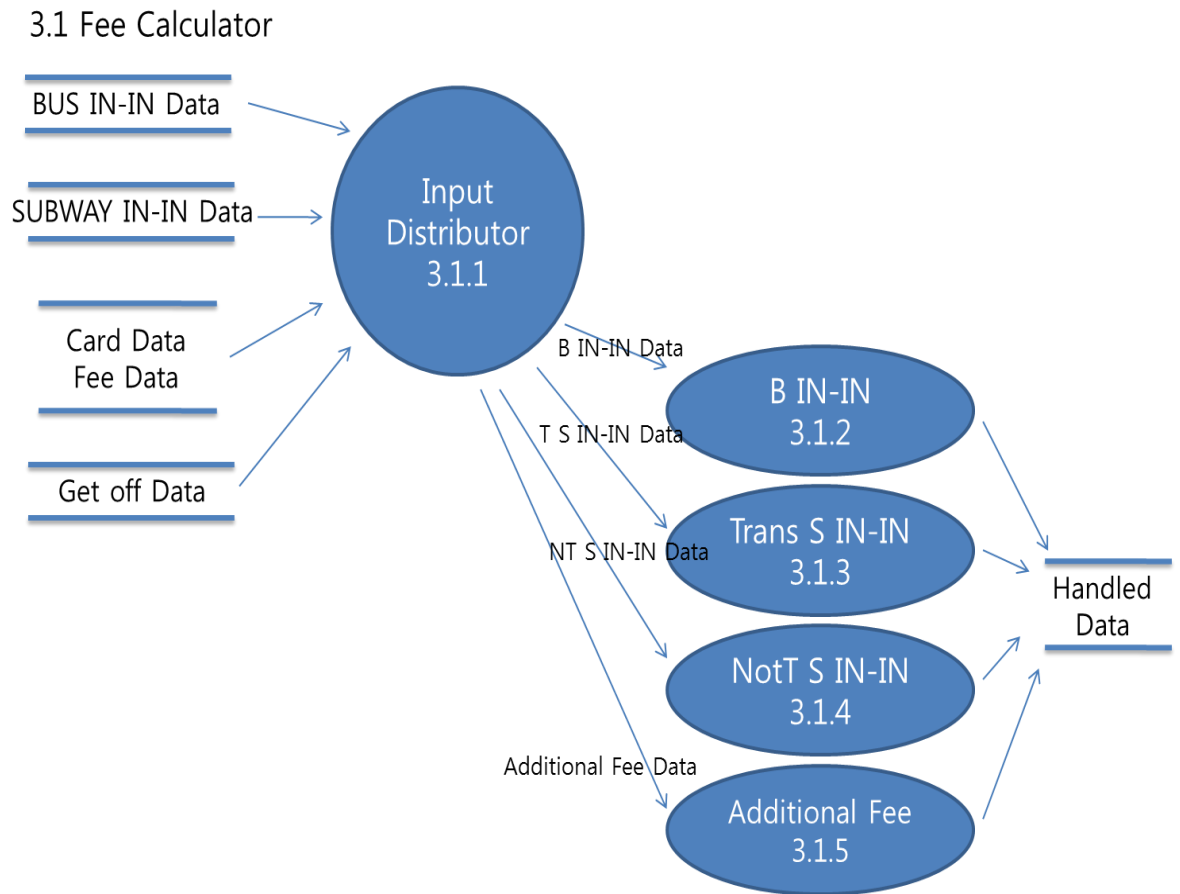 3.1 Fee Calculator
BUS IN-IN Data
SUBWAY IN-IN Data
Card Data
Fee Data
Get off Data
Input
Distributor
3.1.1
B IN-IN Data
T S IN-IN Data
NT S IN-IN Data
Additional Fee Data
B IN-IN
3.1.2
Trans S IN-IN
3.1.3
NotT S IN-IN
3.1.4
Additional Fee
3.1.5
Handled
Data